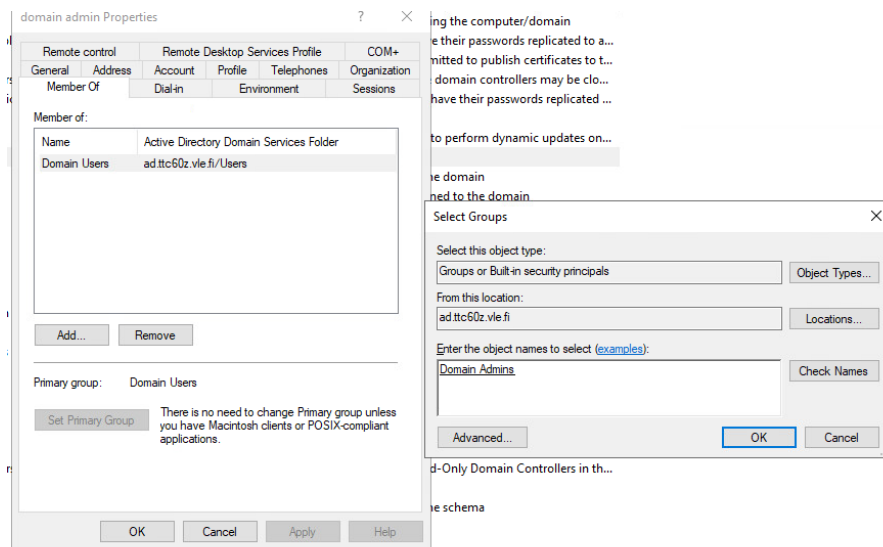 domain admin Properties
?
Remote control
Remote Desktop Services Profile
COM+
General
Address
Account
Profile
Telephones
Organization
Member Of
Dial-in
Environment
Sessions
Member of:
Name
Active Directory Domain Services Folder
Domain Users
ad.ttc60z.vle.fi/Users
Add...
Remove
Primary group:
Domain Users
Set Primary Group
There is no need to change Primary group unless
you have Macintosh clients or POSIX-compliant
applications.
OK
Cancel
Apply
Help
ing the computer/domain
e their passwords replicated to a...
mitted to publish certificates to t...
domain controllers may be clo...
have their passwords replicated ...
to perform dynamic updates on...
e domain
ned to the domain
Select Groups
Select this object type:
Groups or Built-in security principals
Object Types...
From this location:
ad.ttc60z.vle.fi
Locations...
Enter the object names to select (examples):
Domain Admins
Check Names
Advanced...
OK
Cancel
d-Only Domain Controllers in th...
e schema